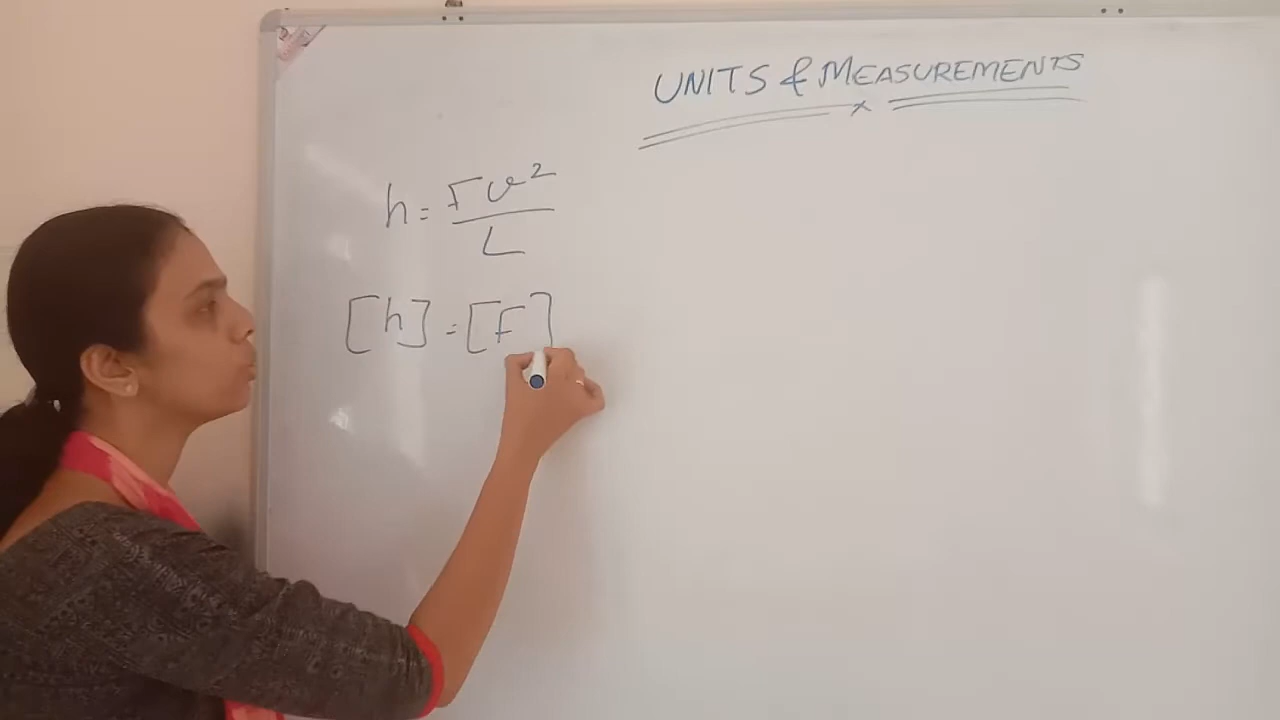 UNITS & MEASUREMENTS
h = Fv²
L
[h] = [F]